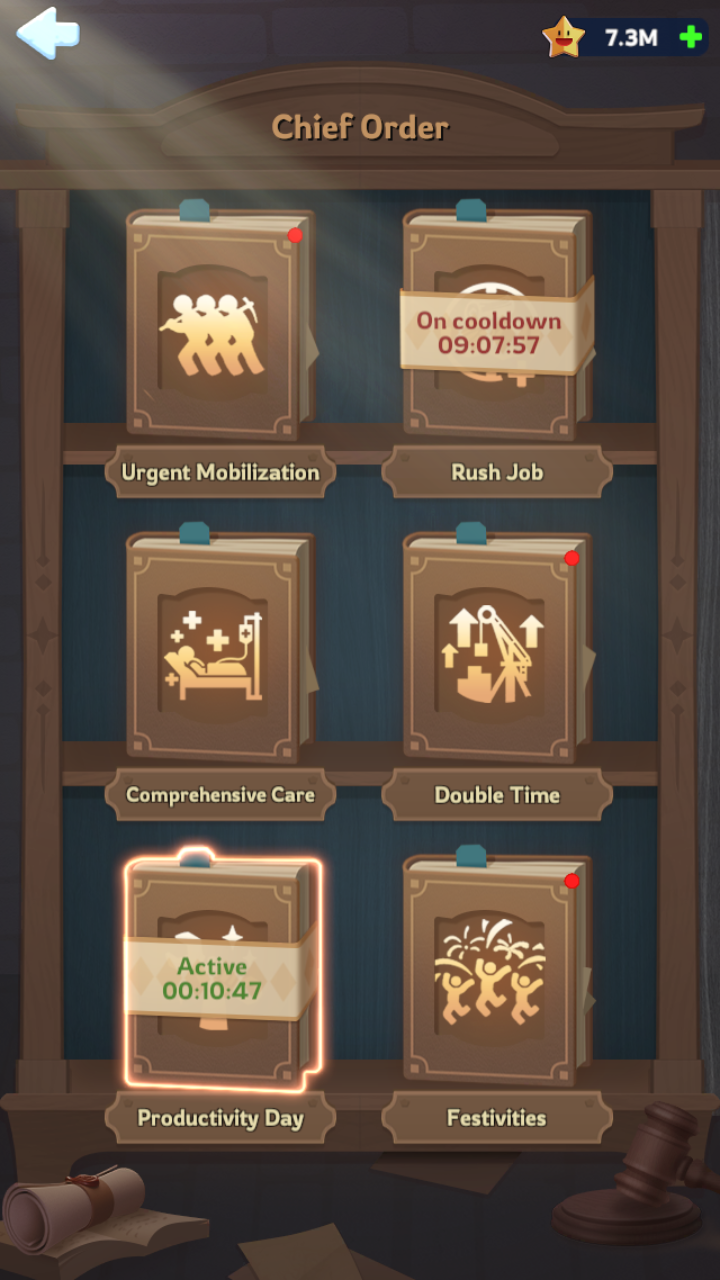 7.3M
Chief Order
On cooldown
09:07:57
Urgent Mobilization
Rush Job
Comprehensive Care
Double Time
Active
00:10:47
Productivity Day
Festivities